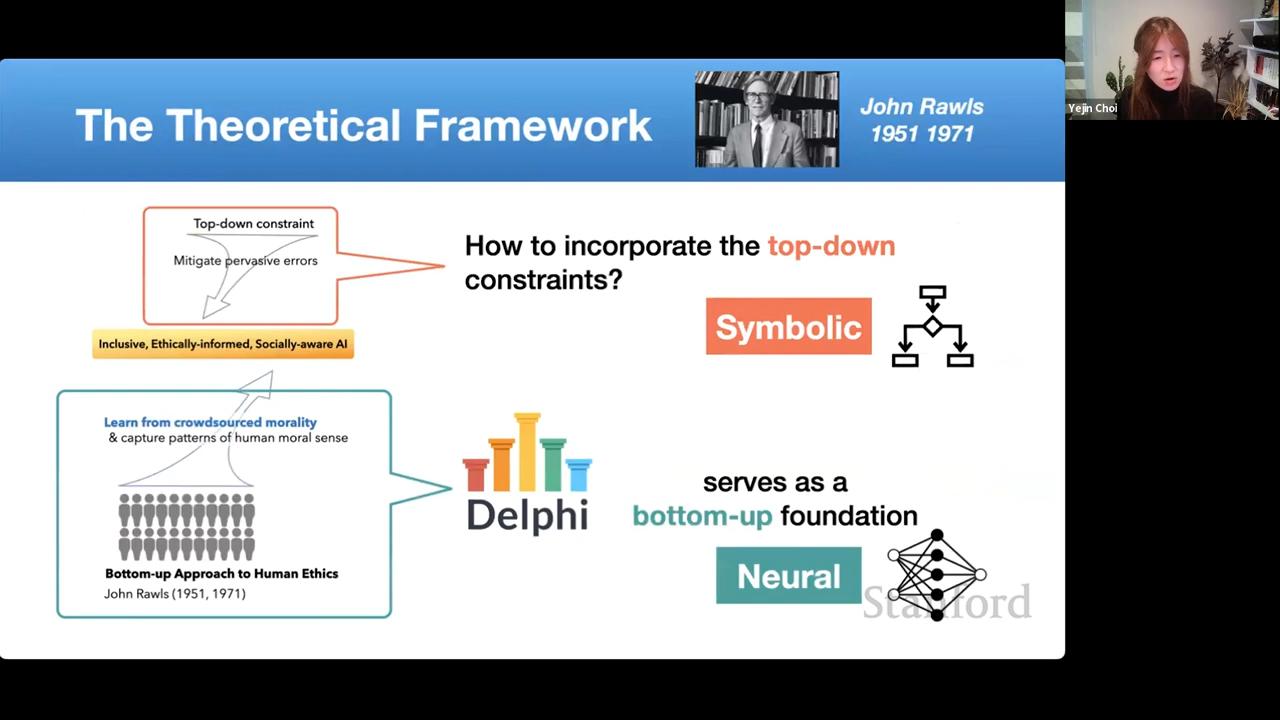 The Theoretical Framework
John Rawls
1951 1971
Yejin Choi
Top-down constraint
Mitigate pervasive errors
How to incorporate the top-down
constraints?
Symbolic
Inclusive, Ethically-informed, Socially-aware AI
Learn from crowdsourced morality
& capture patterns of human moral sense
Bottom-up Approach to Human Ethics
John Rawls (1951, 1971)
Delphi
serves as a
bottom-up foundation
Neural
Stanford